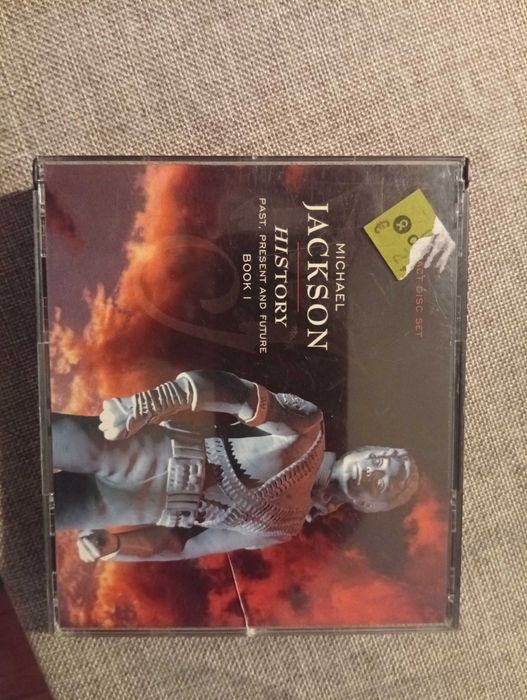 MICHAEL
JACKSON
HISTORY
PAST, PRESENT AND FUTURE
BOOK I
DISC SET